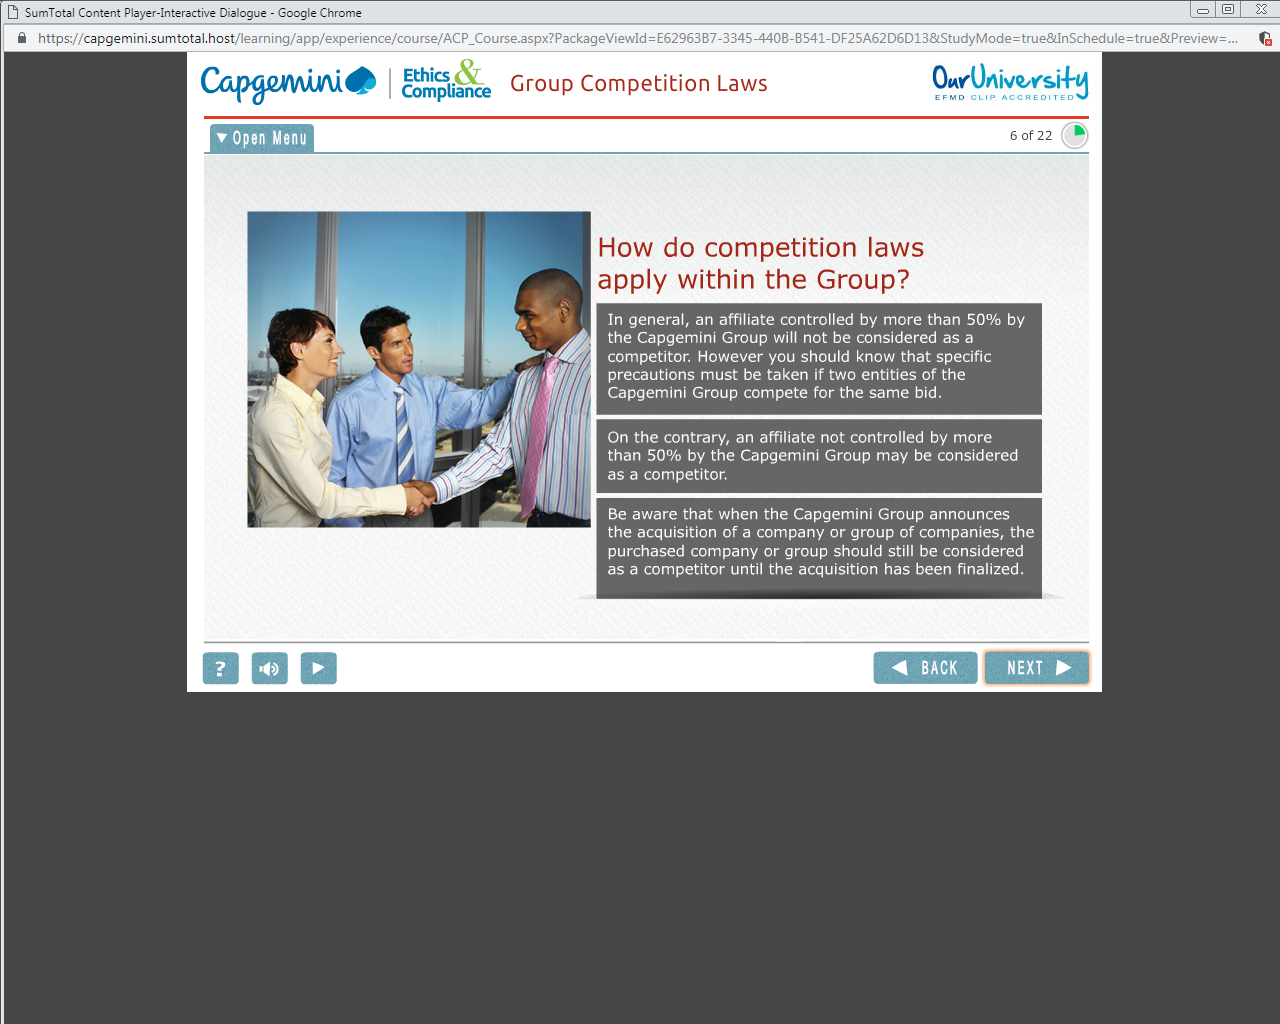 SumTotal Content Player-Interactive Dialogue - Google Chrome
https://capgemini.sumtotal.host/learning/app/experience/course/ACP_Course.aspx?PackageViewId=E62963B7-3345-440B-B541-DF25A62D6D13&StudyMode=true&InSchedule=true&Preview=...
Capgemini
Ethics &
Compliance
Group Competition Laws
OurUniversity
EFMD CLIP ACCREDITED
Open Menu
6 of 22
How do competition laws
apply within the Group?
In general, an affiliate controlled by more than 50% by
the Capgemini Group will not be considered as a
competitor. However you should know that specific
precautions must be taken if two entities of the
Capgemini Group compete for the same bid.
On the contrary, an affiliate not controlled by more
than 50% by the Capgemini Group may be considered
as a competitor.
Be aware that when the Capgemini Group announces
the acquisition of a company or group of companies, the
purchased company or group should still be considered
as a competitor until the acquisition has been finalized.
?
BACK
NEXT